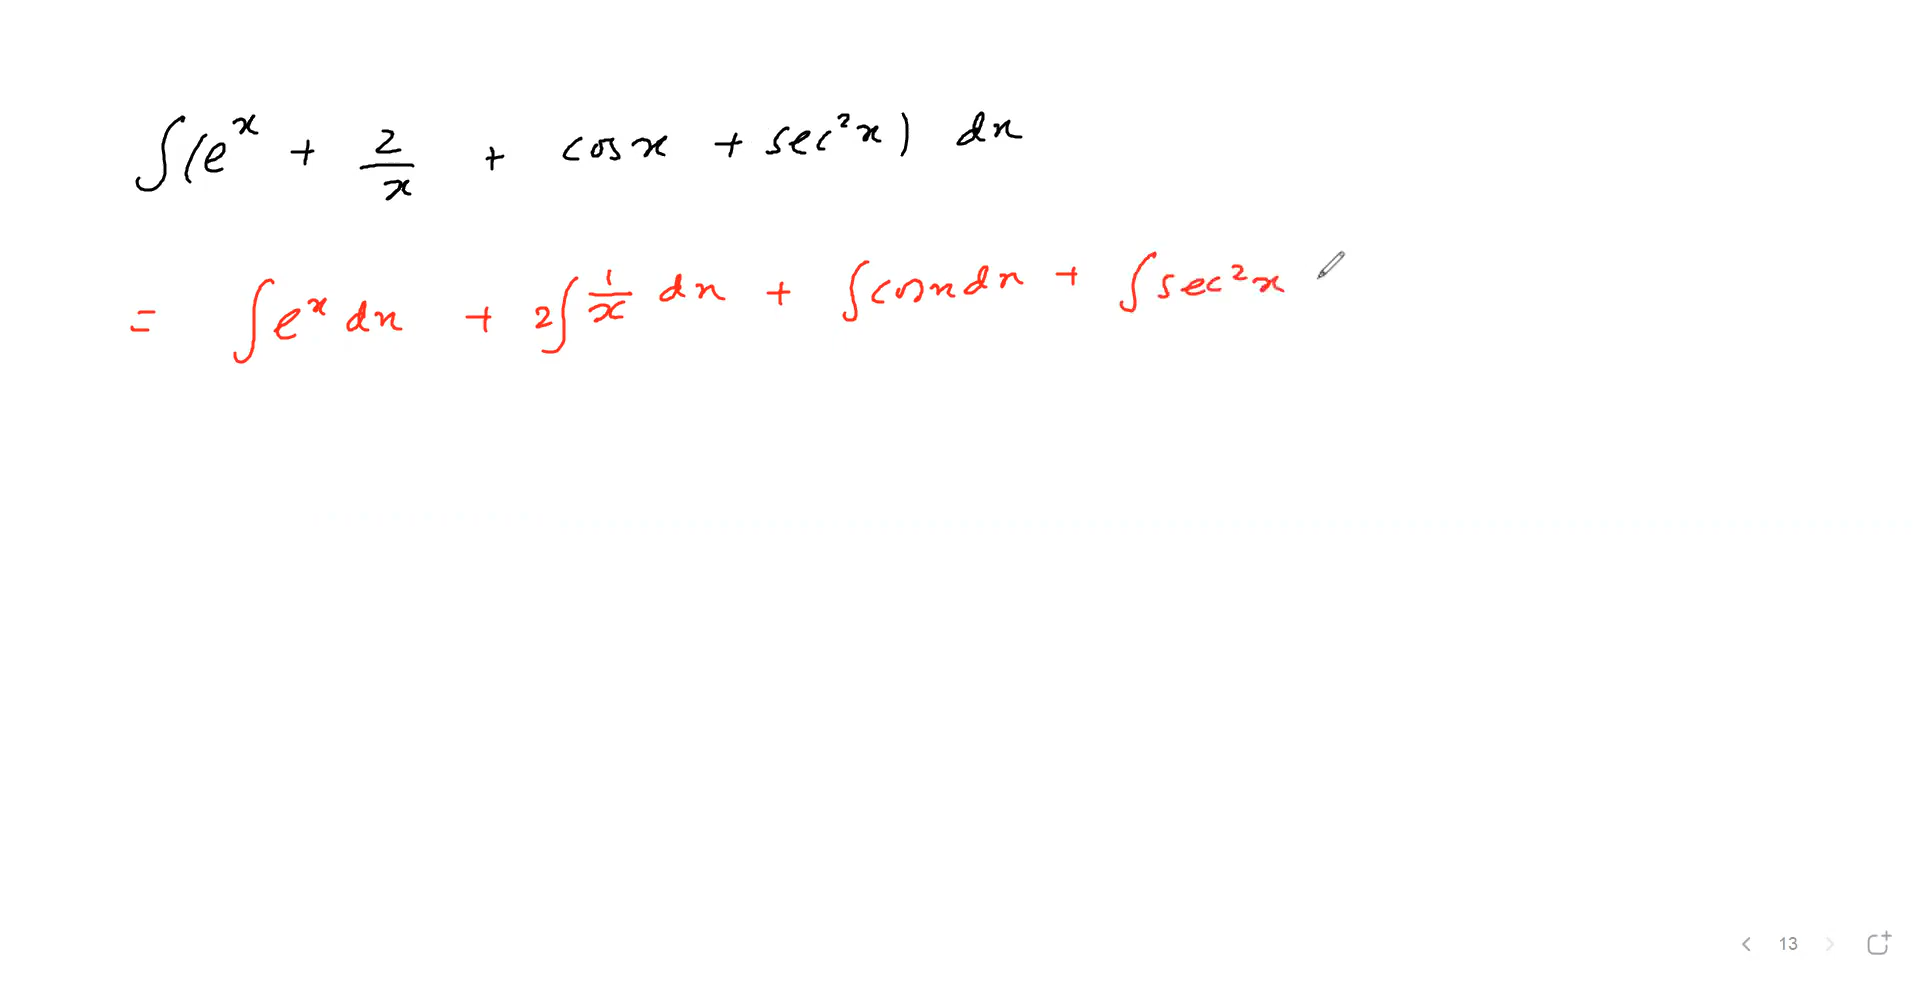 ∫(e^x + 2/x + cos x + sec²x) dx
= ∫e^x dx + 2∫1/x dx + ∫cos x dx + ∫sec²x
< 13 >